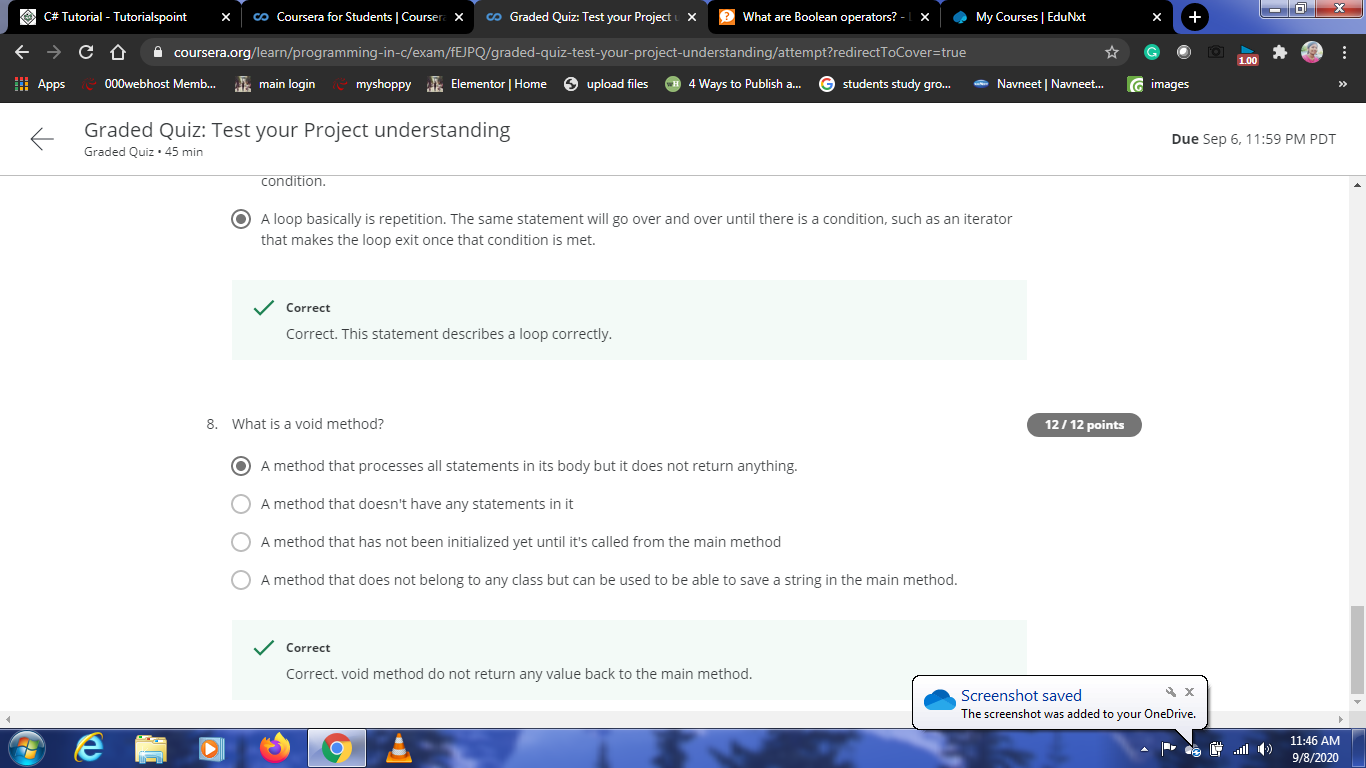 C# Tutorial - Tutorialspoint
Coursera for Students | Coursera
Graded Quiz: Test your Project u
What are Boolean operators? -
My Courses | EduNxt
coursera.org/learn/programming-in-c/exam/fEJPQ/graded-quiz-test-your-project-understanding/attempt?redirectToCover=true
1.00
Apps
000webhost Memb...
main login
myshoppy
Elementor | Home
upload files
4 Ways to Publish a...
students study gro...
Navneet | Navneet...
images
»
Graded Quiz: Test your Project understanding
Graded Quiz • 45 min
Due Sep 6, 11:59 PM PDT
condition.
A loop basically is repetition. The same statement will go over and over until there is a condition, such as an iterator
that makes the loop exit once that condition is met.
Correct
Correct. This statement describes a loop correctly.
8. What is a void method?
12 / 12 points
A method that processes all statements in its body but it does not return anything.
A method that doesn't have any statements in it
A method that has not been initialized yet until it's called from the main method
A method that does not belong to any class but can be used to be able to save a string in the main method.
Correct
Correct. void method do not return any value back to the main method.
Screenshot saved
The screenshot was added to your OneDrive.
11:46 AM
9/8/2020